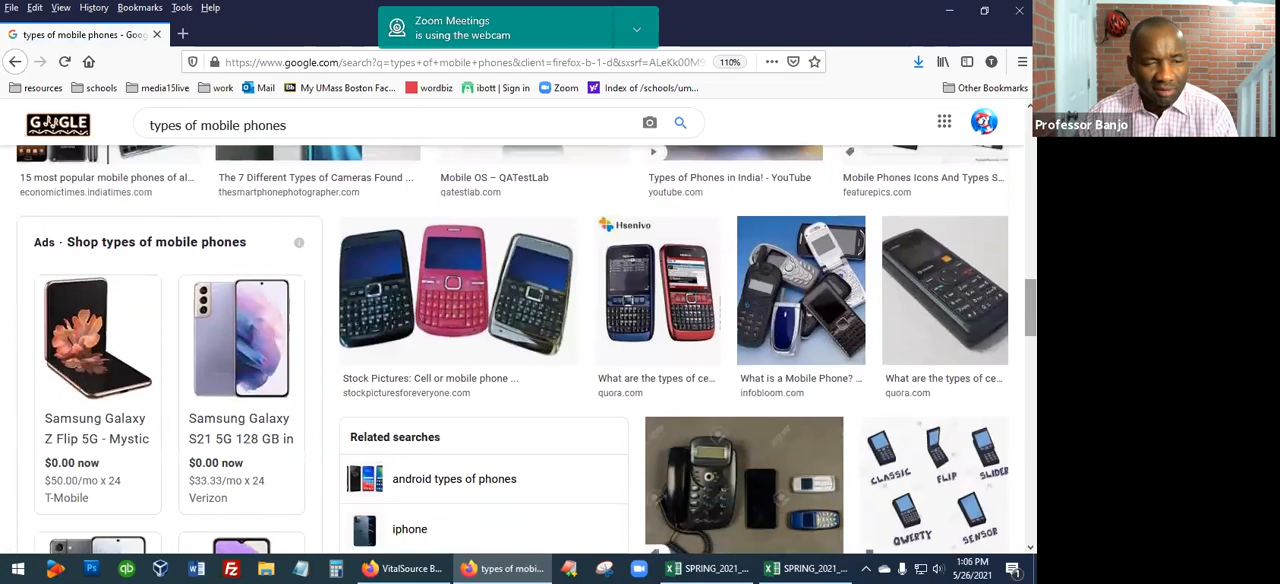 File Edit View History Bookmarks Tools Help
Zoom Meetings
is using the webcam
types of mobile phones - Goog
https://www.google.com/search?q=types+of+mobile+phones&client=firefox-b-1-d&sxsrf=ALeKk00M9
110%
resources schools media15live work Mail My UMass Boston Fac... wordbiz ibott | Sign in Zoom Index of /schools/um... Other Bookmarks
types of mobile phones
Professor Banjo
15 most popular mobile phones of al... The 7 Different Types of Cameras Found ... Mobile OS – QATestLab Types of Phones in India! - YouTube Mobile Phones Icons And Types S...
economictimes.indiatimes.com thesmartphonephotographer.com qatestlab.com youtube.com featurepics.com
Ads · Shop types of mobile phones
Hsenivo
Samsung Galaxy
Z Flip 5G - Mystic
$0.00 now
$50.00/mo x 24
T-Mobile
Samsung Galaxy
S21 5G 128 GB in
$0.00 now
$33.33/mo x 24
Verizon
Stock Pictures: Cell or mobile phone ...
stockpicturesforeveryone.com
What are the types of ce...
quora.com
What is a Mobile Phone? ...
infobloom.com
What are the types of ce...
quora.com
Related searches
android types of phones
iphone
CLASSIC FLIP SLIDER
QWERTY SENSOR
VitalSource B... types of mobi... SPRING_2021_... SPRING_2021_...
1:06 PM
5/26/2021